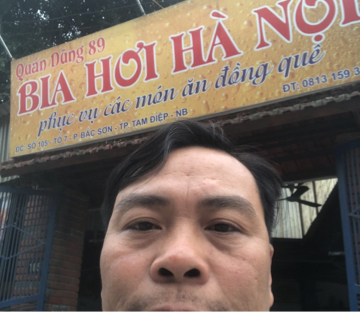 Quán Dũng 89
BIA HƠI HÀ NỘI
phục vụ các món ăn đồng quê
ĐC: SỐ 105 - TỔ 7 - P. BẮC SƠN - TP. TAM ĐIỆP - NB
ĐT: 0813 159 3